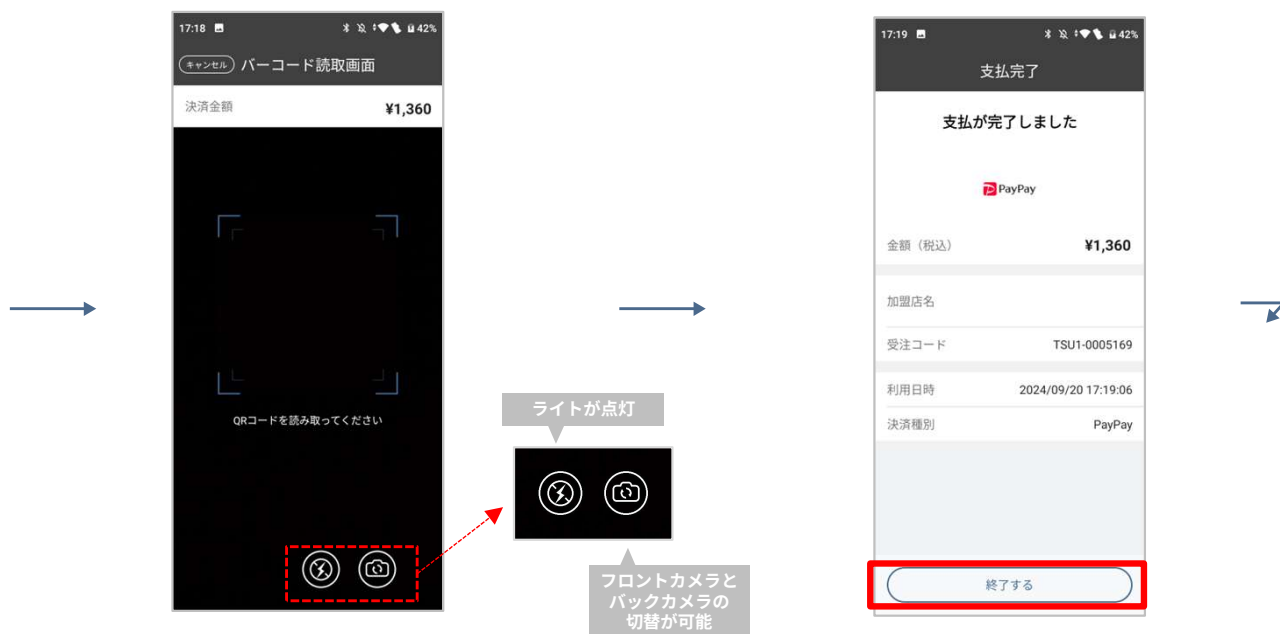 17:18
42%
キャンセル バーコード読取画面
決済金額 ¥1,360
QRコードを読み取ってください
ライトが点灯
フロントカメラと
バックカメラの
切替が可能
17:19
42%
支払完了
支払が完了しました
PayPay
金額（税込） ¥1,360
加盟店名
受注コード TSU1-0005169
利用日時 2024/09/20 17:19:06
決済種別 PayPay
終了する